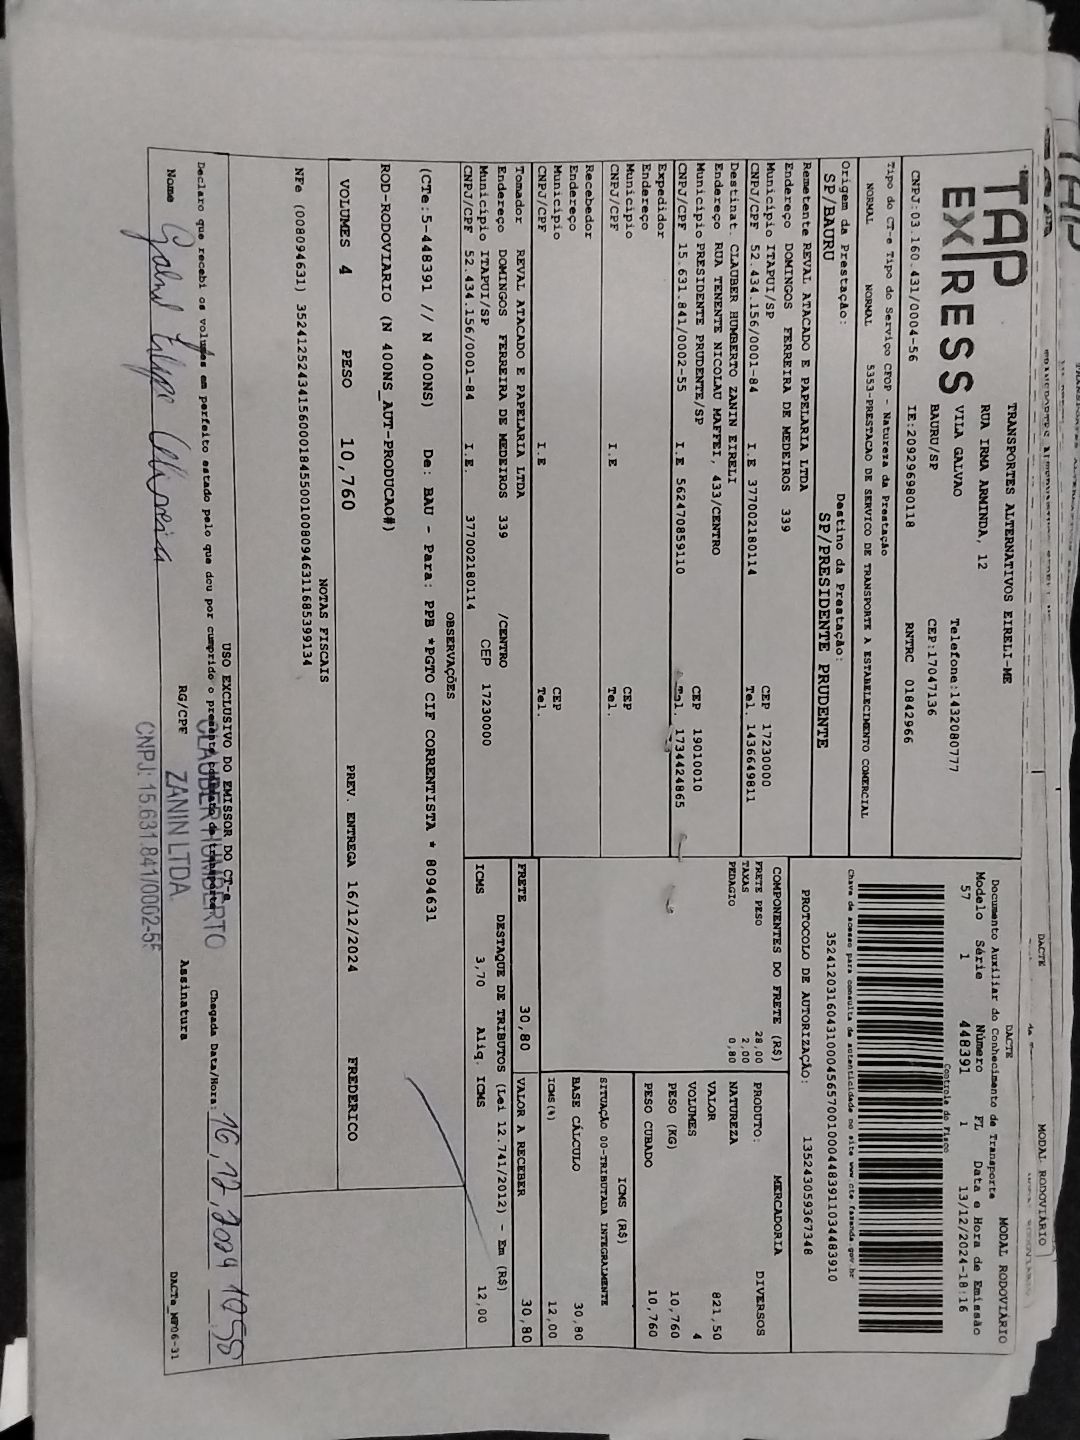 TAP
EXPRESS
TRANSPORTES ALTERNATIVOS EIRELI-ME
RUA IRMA ARMINDA, 12
VILA GALVAO
Telefone:1432080777
BAURU/SP
CEP:17047136
CNPJ:03.160.431/0004-56 IE:209296980118 RNTRC 01842966
DACTE MODAL RODOVIÁRIO
Documento Auxiliar do Conhecimento de Transporte
Modelo Série Número FL Data e Hora de Emissão
57 1 448391 1 13/12/2024-18:16
Controle do Fisco
Chave de acesso para consulta de autenticidade no site www.cte.fazenda.gov.br
35241203160431000456570010004483911034483910
PROTOCOLO DE AUTORIZAÇÃO: 135243059367348
Tipo do CT-e Tipo do Serviço CFOP - Natureza da Prestação
NORMAL NORMAL 5353-PRESTACAO DE SERVICO DE TRANSPORTE A ESTABELECIMENTO COMERCIAL
Origem da Prestação: Destino da Prestação:
SP/BAURU SP/PRESIDENTE PRUDENTE
Remetente REVAL ATACADO E PAPELARIA LTDA
Endereço DOMINGOS FERREIRA DE MEDEIROS 339
Município ITAPUI/SP CEP 17230000
CNPJ/CPF 52.434.156/0001-84 I.E 377002180114 Tel. 1436649811
Destinat. CLAUBER HUMBERTO ZANIN EIRELI
Endereço RUA TENENTE NICOLAU MAFFEI, 433/CENTRO
Município PRESIDENTE PRUDENTE/SP CEP 19010010
CNPJ/CPF 15.631.841/0002-55 I.E 562470859110 Tel. 1734424865
Expedidor
Endereço
Município CEP
CNPJ/CPF I.E Tel.
Recebedor
Endereço
Município CEP
CNPJ/CPF I.E Tel.
Tomador REVAL ATACADO E PAPELARIA LTDA
Endereço DOMINGOS FERREIRA DE MEDEIROS 339 /CENTRO
Município ITAPUI/SP CEP 17230000
CNPJ/CPF 52.434.156/0001-84 I.E. 377002180114
COMPONENTES DO FRETE (R$)
FRETE PESO 28,00
TAXAS 2,00
PEDAGIO 0,80
MERCADORIA
PRODUTO: DIVERSOS
NATUREZA
VALOR 821,50
VOLUMES 4
PESO (KG) 10,760
PESO CUBADO 10,760
ICMS (R$)
SITUAÇÃO 00-TRIBUTADA INTEGRALMENTE
BASE CÁLCULO 30,80
ICMS (%) 12,00
FRETE 30,80 VALOR A RECEBER 30,80
DESTAQUE DE TRIBUTOS (Lei 12.741/2012) - Em (R$)
ICMS 3,70 Aliq. ICMS 12,00
OBSERVAÇÕES
(CTe:5-448391 // N 400NS) De: BAU - Para: PPB *PGTO CIF CORRENTISTA * 8094631
ROD-RODOVIARIO (N 400NS_AUT-PRODUCAO#)
VOLUMES 4 PESO 10,760 PREV. ENTREGA 16/12/2024 FREDERICO
NOTAS FISCAIS
NFe (008094631) 35241252434156000184550010080946311685399134
USO EXCLUSIVO DO EMISSOR DO CT-e
Declaro que recebi os volumes em perfeito estado pelo que dou por cumprido o presente contrato de transporte
Chegada Data/Hora: 16,12,2024 10:58
Nome Gabriel Felipe Oliveira RG/CPF Assinatura
CLAUBER HUMBERTO
ZANIN LTDA
CNPJ: 15.631.841/0002-55
DACTe_MP06-31